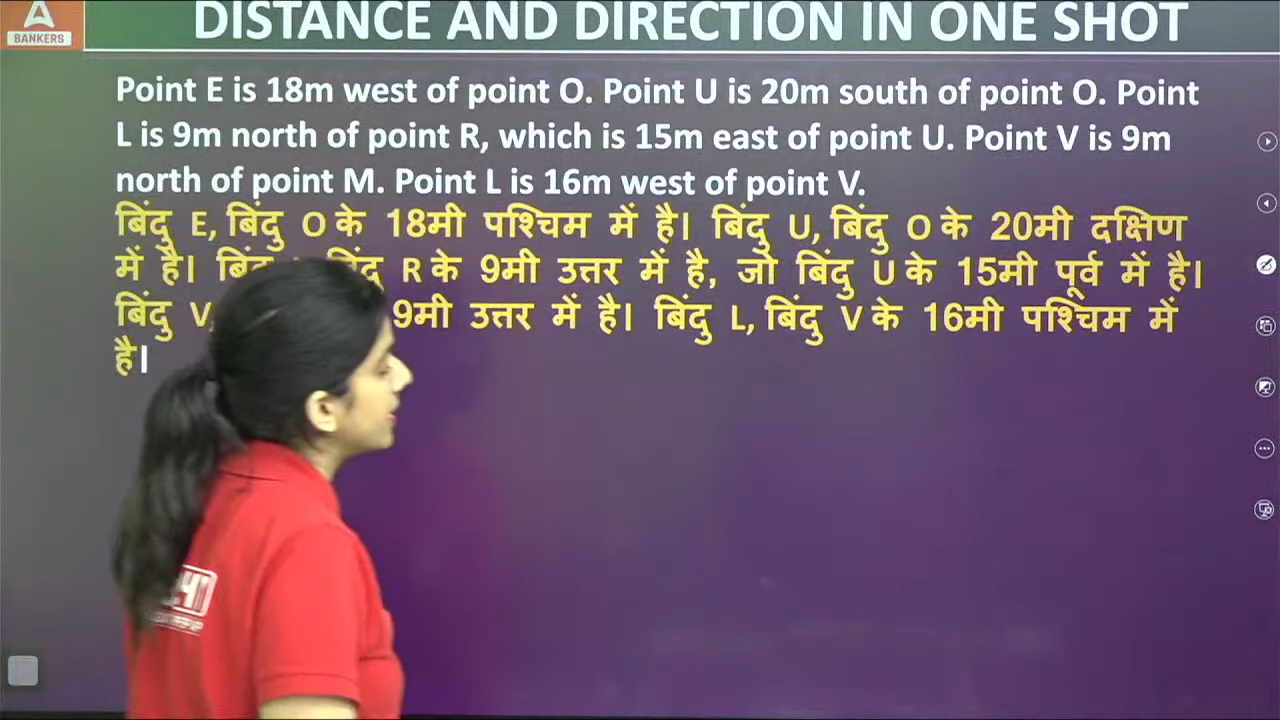 DISTANCE AND DIRECTION IN ONE SHOT
BANKERS
Point E is 18m west of point O. Point U is 20m south of point O. Point
L is 9m north of point R, which is 15m east of point U. Point V is 9m
north of point M. Point L is 16m west of point V.
बिंदु E, बिंदु O के 18मी पश्चिम में है। बिंदु U, बिंदु O के 20मी दक्षिण
में है। बिंदु R के 9मी उत्तर में है, जो बिंदु U के 15मी पूर्व में है।
बिंदु V, 9मी उत्तर में है। बिंदु L, बिंदु V के 16मी पश्चिम में
है।